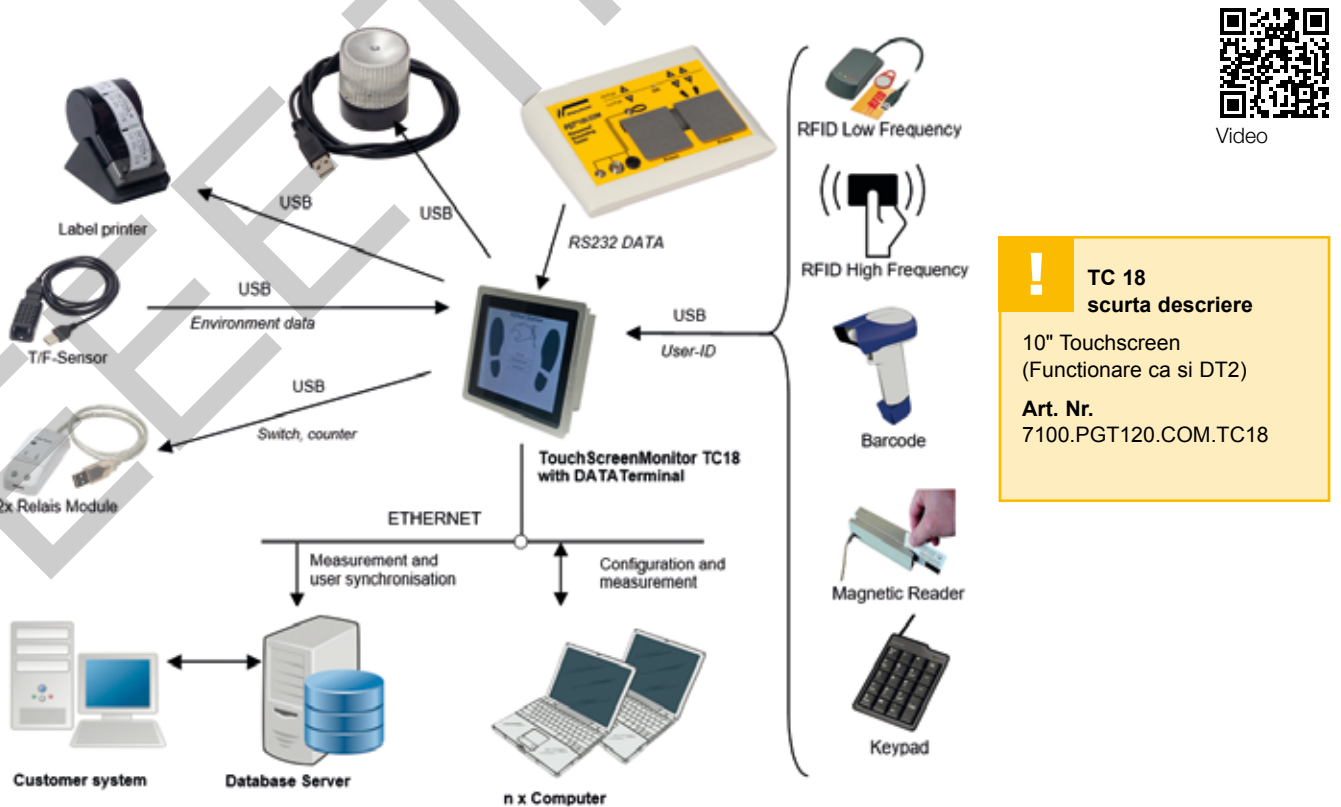 Video
RFID Low Frequency
RFID High Frequency
Barcode
Magnetic Reader
Keypad
USB
USB
RS232 DATA
Label printer
USB
Environment data
T/F-Sensor
USB
Switch, counter
2x Relais Module
USB
User-ID
TouchScreenMonitor TC18
with DATATerminal
ETHERNET
Measurement and
user synchronisation
Configuration and
measurement
Customer system
Database Server
n x Computer
!
TC 18
scurta descriere
10" Touchscreen
(Functionare ca si DT2)
Art. Nr.
7100.PGT120.COM.TC18